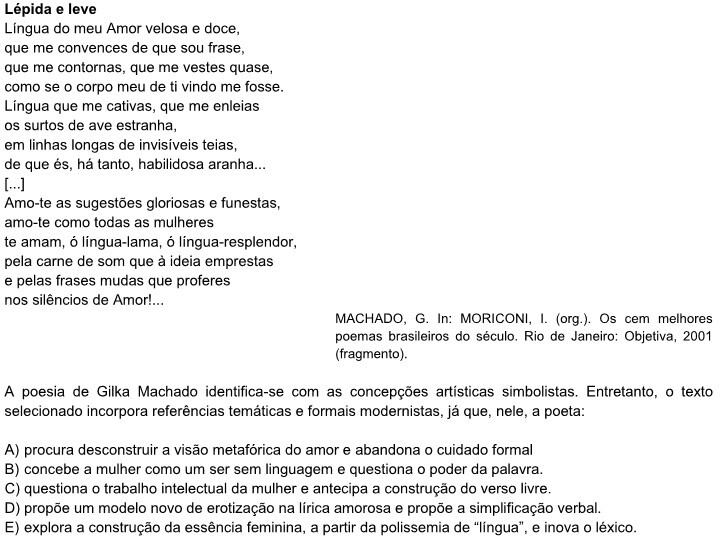 Lépida e leve
Língua do meu Amor velosa e doce,
que me convences de que sou frase,
que me contornas, que me vestes quase,
como se o corpo meu de ti vindo me fosse.
Língua que me cativas, que me enleias
os surtos de ave estranha,
em linhas longas de invisíveis teias,
de que és, há tanto, habilidosa aranha...
[...]
Amo-te as sugestões gloriosas e funestas,
amo-te como todas as mulheres
te amam, ó língua-lama, ó língua-resplendor,
pela carne de som que à ideia emprestas
e pelas frases mudas que proferes
nos silêncios de Amor!...
MACHADO, G. In: MORICONI, I. (org.). Os cem melhores
poemas brasileiros do século. Rio de Janeiro: Objetiva, 2001
(fragmento).
A poesia de Gilka Machado identifica-se com as concepções artísticas simbolistas. Entretanto, o texto
selecionado incorpora referências temáticas e formais modernistas, já que, nele, a poeta:
A) procura desconstruir a visão metafórica do amor e abandona o cuidado formal
B) concebe a mulher como um ser sem linguagem e questiona o poder da palavra.
C) questiona o trabalho intelectual da mulher e antecipa a construção do verso livre.
D) propõe um modelo novo de erotização na lírica amorosa e propõe a simplificação verbal.
E) explora a construção da essência feminina, a partir da polissemia de “língua”, e inova o léxico.